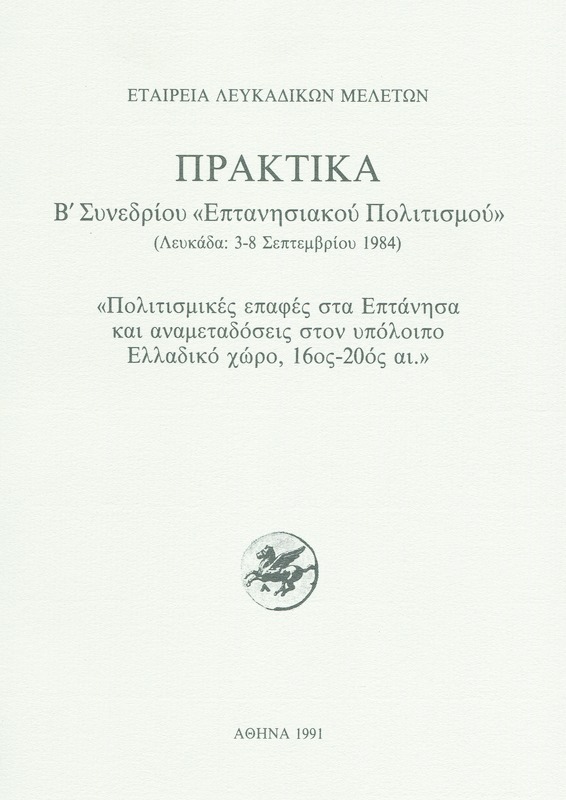 ΕΤΑΙΡΕΙΑ ΛΕΥΚΑΔΙΚΩΝ ΜΕΛΕΤΩΝ
ΠΡΑΚΤΙΚΑ
Β′ Συνεδρίου «Επτανησιακού Πολιτισμού»
(Λευκάδα: 3-8 Σεπτεμβρίου 1984)
«Πολιτισμικές επαφές στα Επτάνησα
και αναμεταδόσεις στον υπόλοιπο
Ελλαδικό χώρο, 16ος-20ός αι.»
ΑΘΗΝΑ 1991